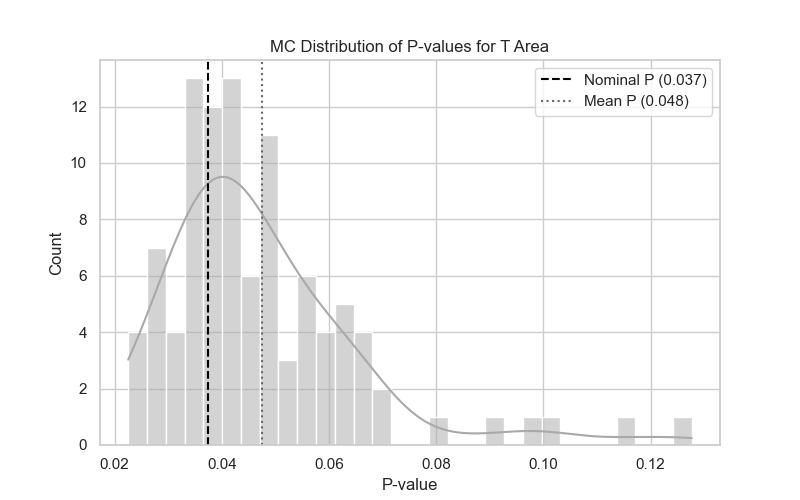 MC Distribution of P-values for T Area
Nominal P (0.037)
Mean P (0.048)
Count
12
10
8
6
4
2
0
0.02 0.04 0.06 0.08 0.10 0.12
P-value